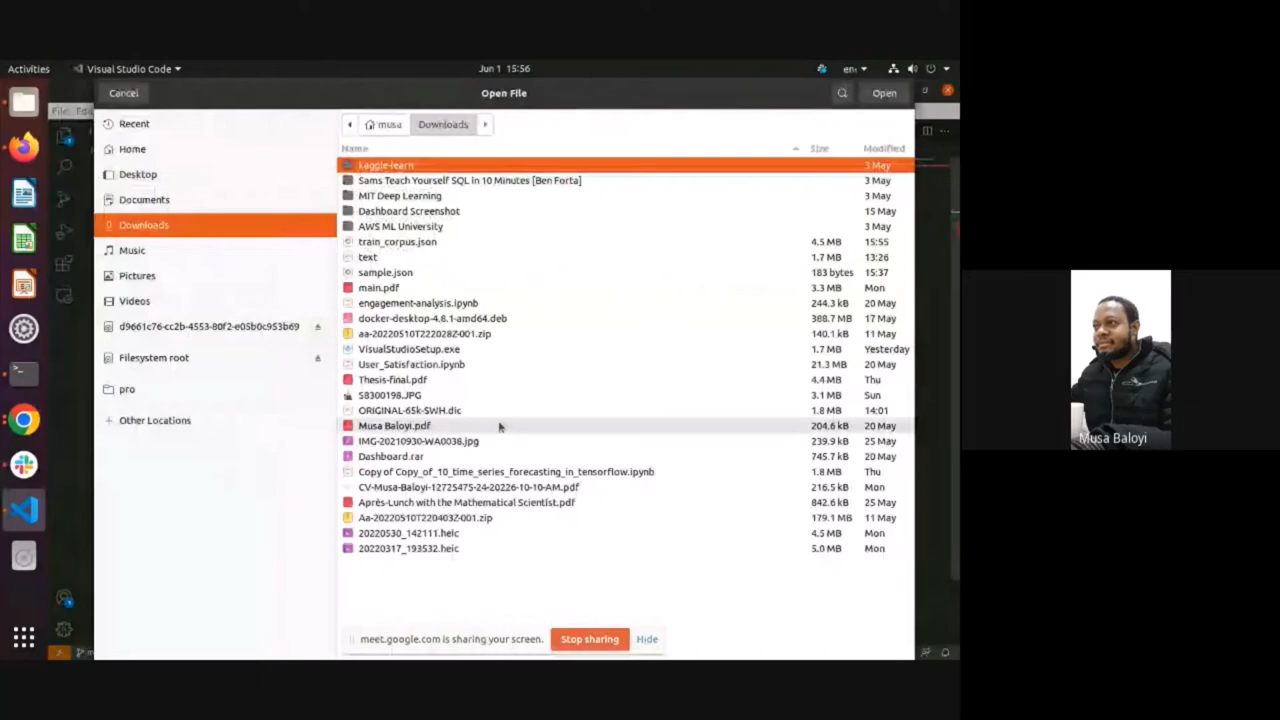 Activities Visual Studio Code Jun 1 15:56 en
Cancel Open File Open
File Edi
Recent
Home
Desktop
Documents
Downloads
Music
Pictures
Videos
d9661c76-cc2b-4553-80f2-e05b0c953b69
Filesystem root
pro
+ Other Locations
musa Downloads
Name Size Modified
kaggle-learn 3 May
Sams Teach Yourself SQL in 10 Minutes [Ben Forta] 3 May
MIT Deep Learning 3 May
Dashboard Screenshot 15 May
AWS ML University 3 May
train_corpus.json 4.5 MB 15:55
text 1.7 MB 13:26
sample.json 183 bytes 15:37
main.pdf 3.3 MB Mon
engagement-analysis.ipynb 244.3 kB 20 May
docker-desktop-4.8.1-amd64.deb 388.7 MB 17 May
aa-20220510T222028Z-001.zip 140.1 kB 11 May
VisualStudioSetup.exe 1.7 MB Yesterday
User_Satisfaction.ipynb 21.3 MB 20 May
Thesis-final.pdf 4.4 MB Thu
S8300198.JPG 3.1 MB Sun
ORIGINAL-65k-SWH.dic 1.8 MB 14:01
Musa Baloyi.pdf 204.6 kB 20 May
IMG-20210930-WA0038.jpg 239.9 kB 25 May
Dashboard.rar 745.7 kB 20 May
Copy of Copy_of_10_time_series_forecasting_in_tensorflow.ipynb 1.8 MB Thu
CV-Musa-Baloyi-12725475-24-20226-10-10-AM.pdf 216.5 kB Mon
Après-Lunch with the Mathematical Scientist.pdf 842.6 kB 25 May
Aa-20220510T220403Z-001.zip 179.1 MB 11 May
20220530_142111.heic 4.5 MB Mon
20220317_193532.heic 5.0 MB Mon
meet.google.com is sharing your screen. Stop sharing Hide
Musa Baloyi